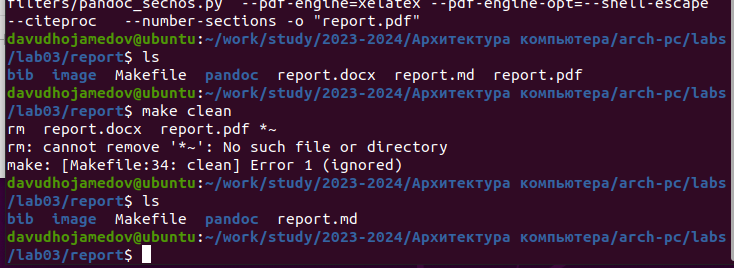 filters/pandoc_secnos.py  --pdf-engine=xelatex --pdf-engine-opt=--shell-escape
--citeproc   --number-sections -o "report.pdf"
davudhojamedov@ubuntu:~/work/study/2023-2024/Архитектура компьютера/arch-pc/labs
/lab03/report$ ls
bib  image  Makefile  pandoc  report.docx  report.md  report.pdf
davudhojamedov@ubuntu:~/work/study/2023-2024/Архитектура компьютера/arch-pc/labs
/lab03/report$ make clean
rm  report.docx  report.pdf *~
rm: cannot remove '*~': No such file or directory
make: [Makefile:34: clean] Error 1 (ignored)
davudhojamedov@ubuntu:~/work/study/2023-2024/Архитектура компьютера/arch-pc/labs
/lab03/report$ ls
bib  image  Makefile  pandoc  report.md
davudhojamedov@ubuntu:~/work/study/2023-2024/Архитектура компьютера/arch-pc/labs
/lab03/report$